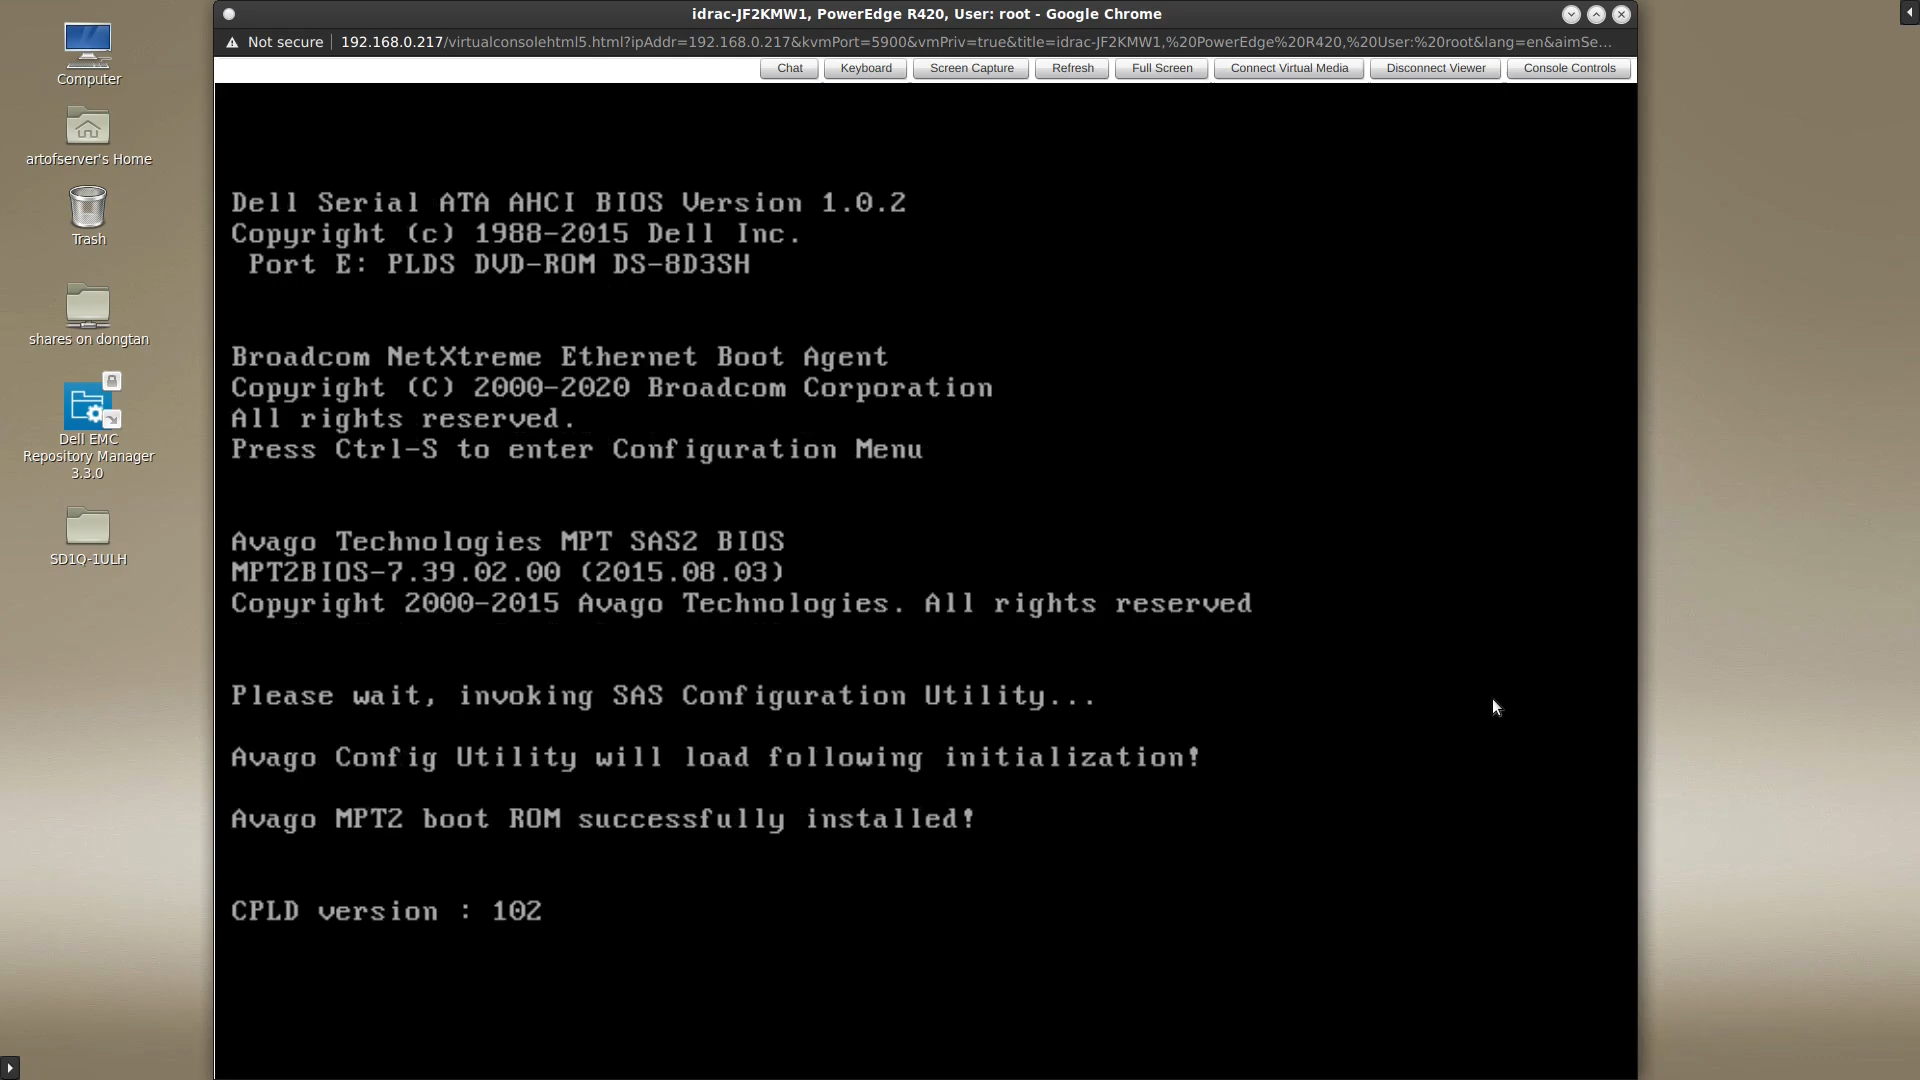 idrac-JF2KMW1, PowerEdge R420, User: root - Google Chrome
Not secure 192.168.0.217/virtualconsolehtml5.html?ipAddr=192.168.0.217&kvmPort=5900&vmPriv=true&title=idrac-JF2KMW1,%20PowerEdge%20R420,%20User:%20root&lang=en&aimSe...
Chat Keyboard Screen Capture Refresh Full Screen Connect Virtual Media Disconnect Viewer Console Controls
Computer
artofserver's Home
Trash
shares on dongtan
Dell EMC
Repository Manager
3.3.0
SD1Q-1ULH
Dell Serial ATA AHCI BIOS Version 1.0.2
Copyright (c) 1988-2015 Dell Inc.
Port E: PLDS DVD-ROM DS-8D3SH
Broadcom NetXtreme Ethernet Boot Agent
Copyright (C) 2000-2020 Broadcom Corporation
All rights reserved.
Press Ctrl-S to enter Configuration Menu
Avago Technologies MPT SAS2 BIOS
MPT2BIOS-7.39.02.00 (2015.08.03)
Copyright 2000-2015 Avago Technologies. All rights reserved
Please wait, invoking SAS Configuration Utility...
Avago Config Utility will load following initialization!
Avago MPT2 boot ROM successfully installed!
CPLD version : 102